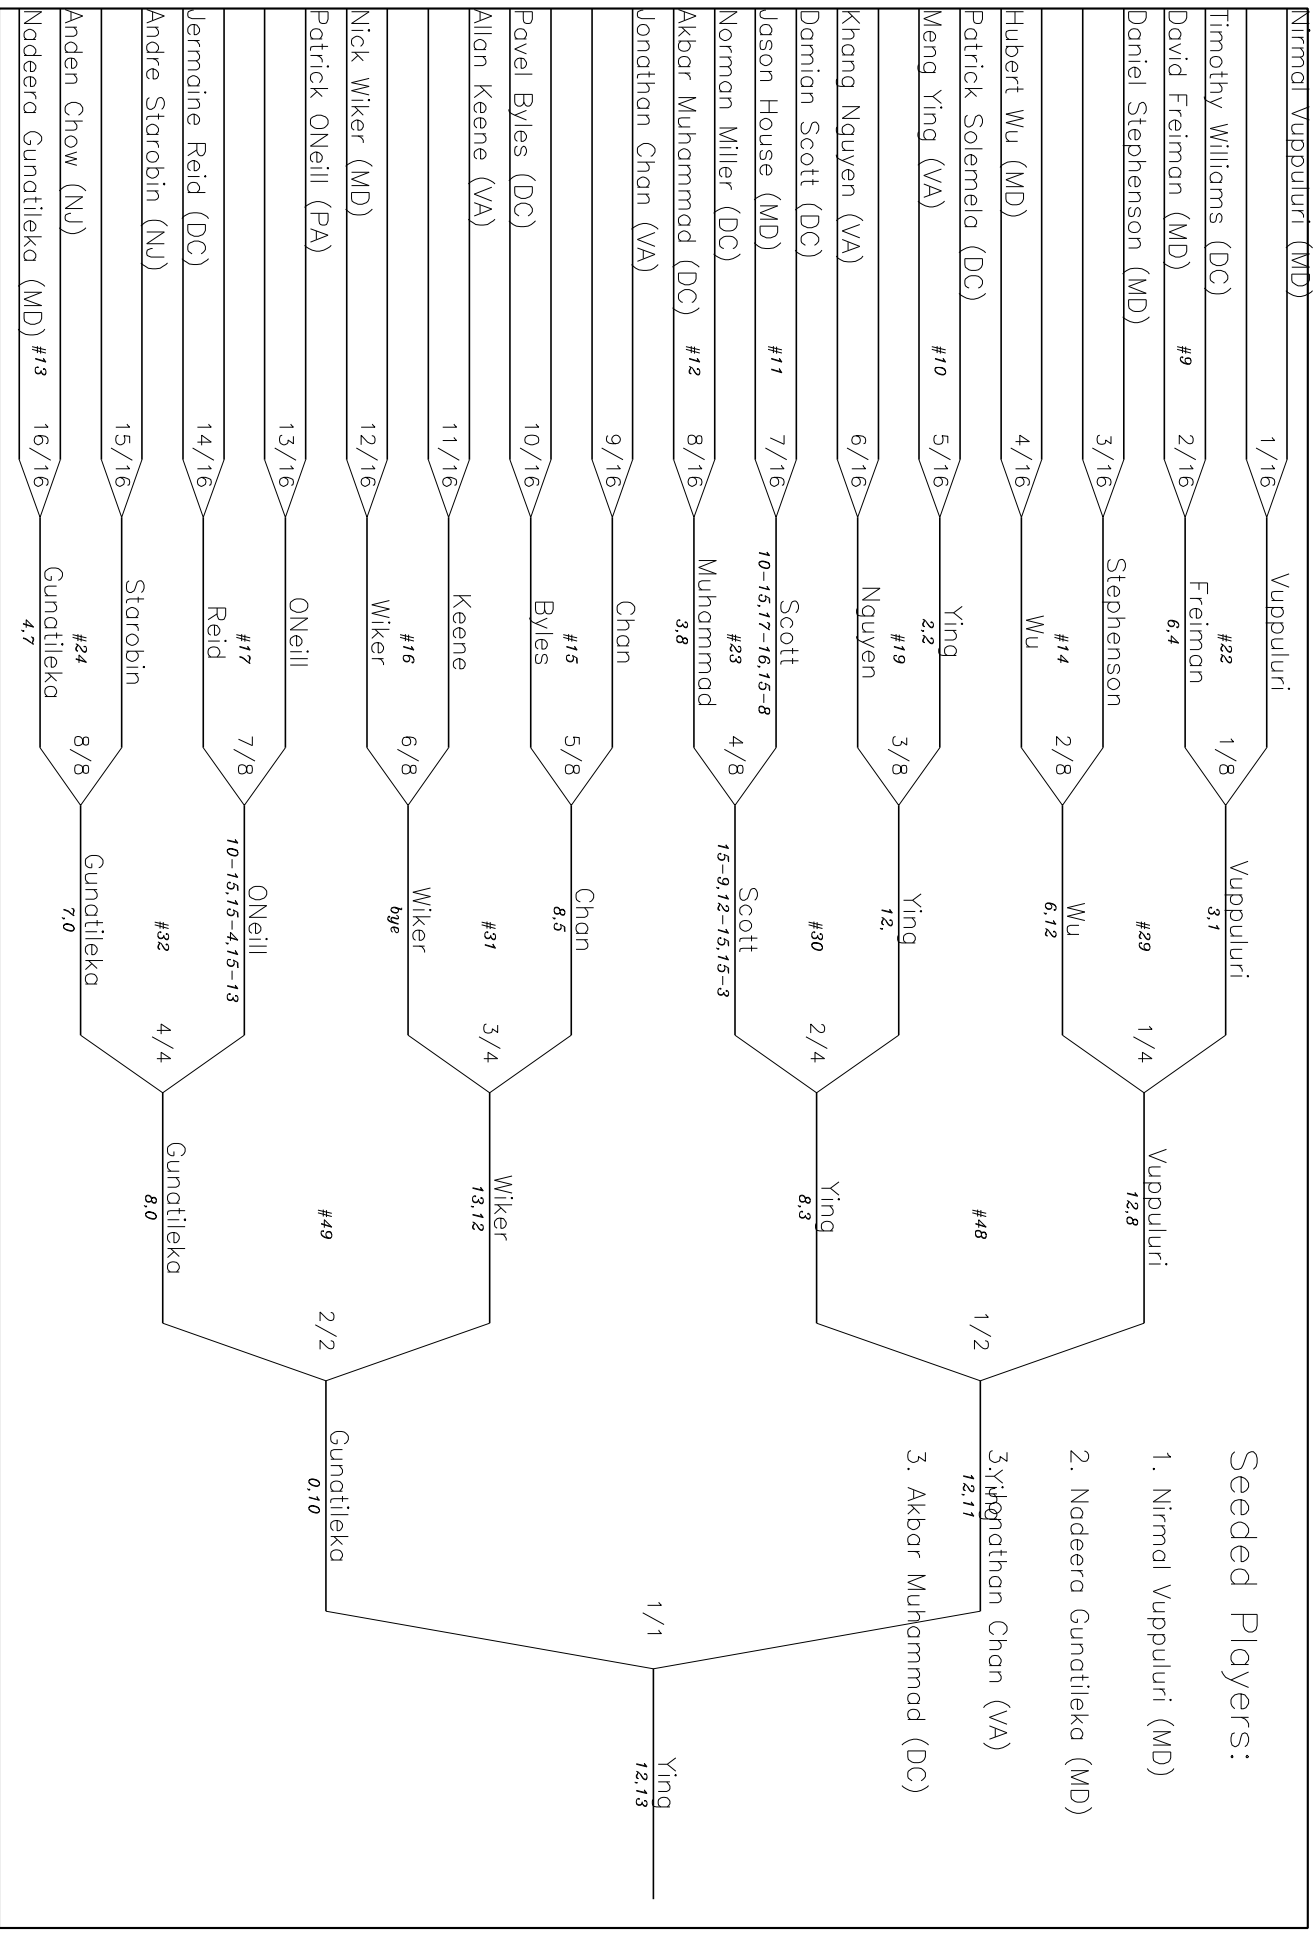 Nirmal Vuppuluri (MD)
Timothy Williams (DC)
David Freiman (MD)
Daniel Stephenson (MD)
Hubert Wu (MD)
Patrick Solemela (DC)
Meng Ying (VA)
Khang Nguyen (VA)
Damian Scott (DC)
Jason House (MD)
Norman Miller (DC)
Akbar Muhammad (DC)
Jonathan Chan (VA)
Pavel Byles (DC)
Allan Keene (VA)
Nick Wiker (MD)
Patrick ONeill (PA)
Jermaine Reid (DC)
Andre Starobin (NJ)
Anden Chow (NJ)
Nadeera Gunatileka (MD)
#9
#10
#11
#12
#13
1/16
2/16
3/16
4/16
5/16
6/16
7/16
8/16
9/16
10/16
11/16
12/16
13/16
14/16
15/16
16/16
Vuppuluri
#22
Freiman
6,4
Stephenson
#14
Wu
Ying
2,2
#19
Nguyen
Scott
10-15,17-16,15-8
#23
Muhammad
3,8
Chan
#15
Byles
Keene
#16
Wiker
ONeill
#17
Reid
Starobin
#24
Gunatileka
4,7
1/8
2/8
3/8
4/8
5/8
6/8
7/8
8/8
Vuppuluri
3,1
#29
Wu
6,12
Ying
12,
#30
Scott
15-9,12-15,15-3
Chan
8,5
#31
Wiker
bye
ONeill
10-15,15-4,15-13
#32
Gunatileka
7,0
1/4
2/4
3/4
4/4
Vuppuluri
12,8
#48
Ying
8,3
Wiker
13,12
#49
Gunatileka
8,0
1/2
2/2
Seeded Players:
1. Nirmal Vuppuluri (MD)
2. Nadeera Gunatileka (MD)
3. Jonathan Chan (VA)
3. Akbar Muhammad (DC)
Ying
12,11
Gunatileka
0,10
1/1
Ying
12,13